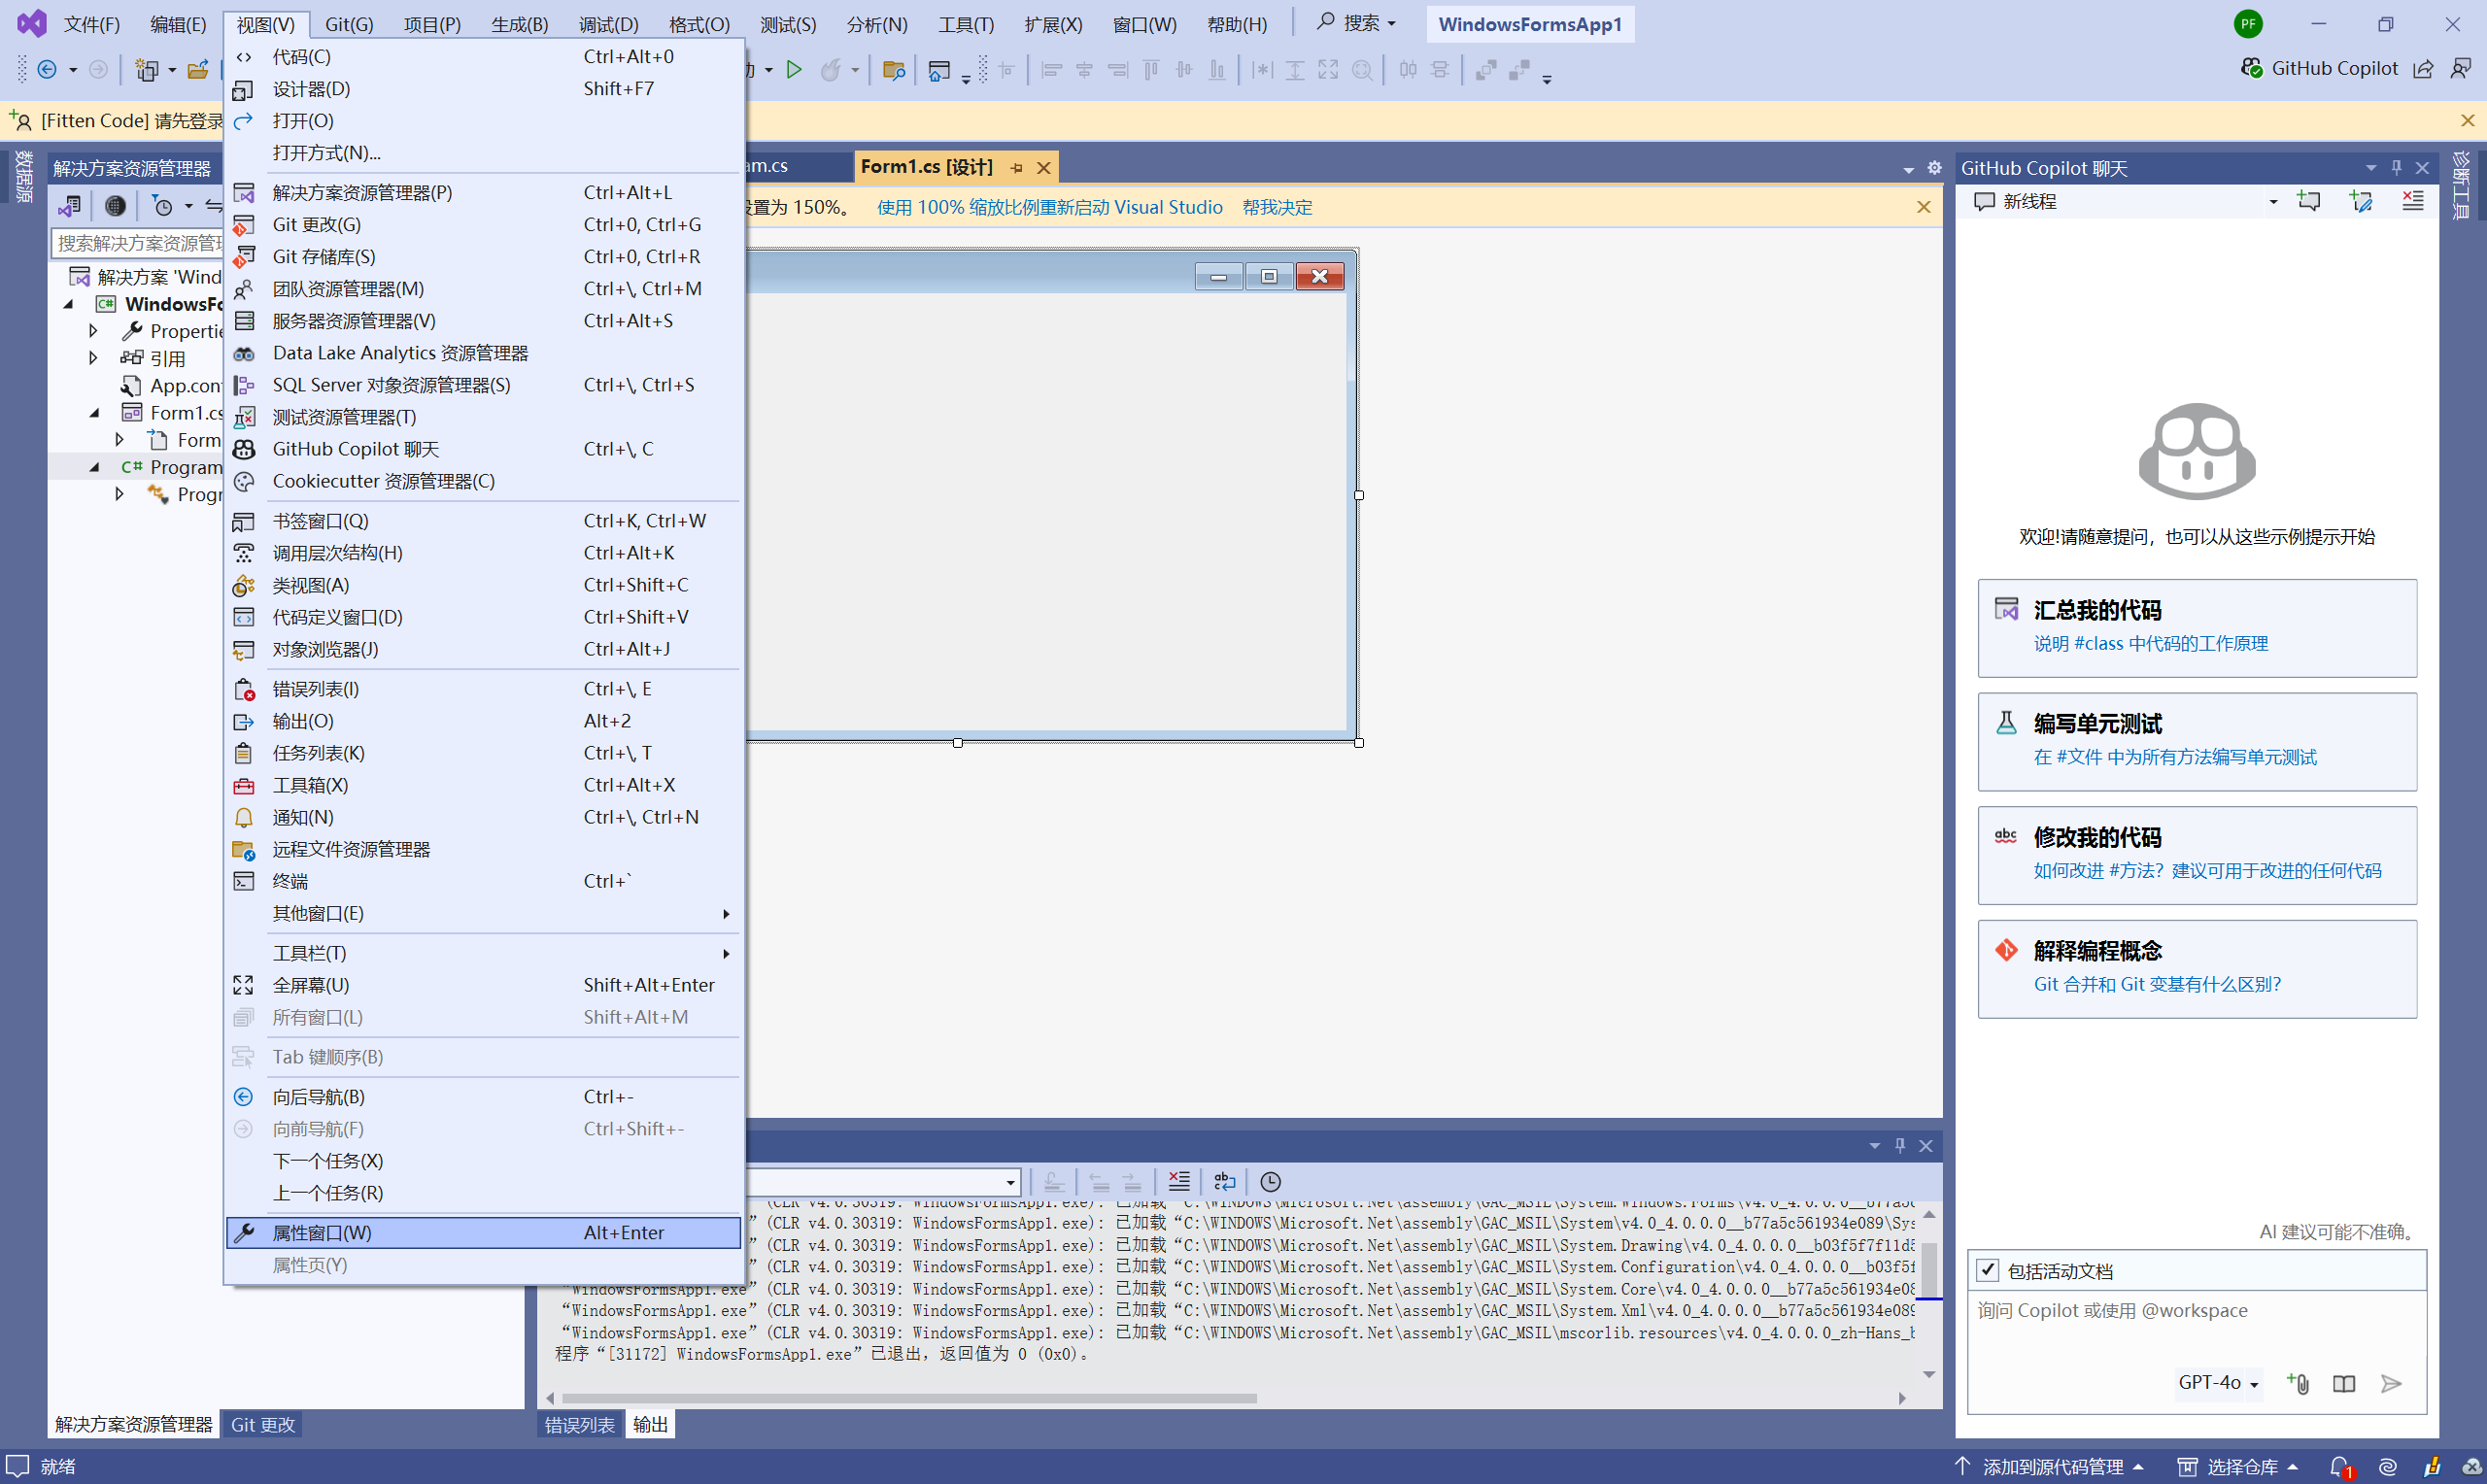 文件(F) 编辑(E) 视图(V) Git(G) 项目(P) 生成(B) 调试(D) 格式(O) 测试(S) 分析(N) 工具(T) 扩展(X) 窗口(W) 帮助(H) 搜索 WindowsFormsApp1 PF
GitHub Copilot
[Fitten Code] 请先登录
数据源
解决方案资源管理器
搜索解决方案资源管
解决方案 'Wind
WindowsFo
Propertie
引用
App.con
Form1.cs
Form
C# Program
Progr
解决方案资源管理器 Git 更改
代码(C) Ctrl+Alt+0
设计器(D) Shift+F7
打开(O)
打开方式(N)...
解决方案资源管理器(P) Ctrl+Alt+L
Git 更改(G) Ctrl+0, Ctrl+G
Git 存储库(S) Ctrl+0, Ctrl+R
团队资源管理器(M) Ctrl+\, Ctrl+M
服务器资源管理器(V) Ctrl+Alt+S
Data Lake Analytics 资源管理器
SQL Server 对象资源管理器(S) Ctrl+\, Ctrl+S
测试资源管理器(T)
GitHub Copilot 聊天 Ctrl+\, C
Cookiecutter 资源管理器(C)
书签窗口(Q) Ctrl+K, Ctrl+W
调用层次结构(H) Ctrl+Alt+K
类视图(A) Ctrl+Shift+C
代码定义窗口(D) Ctrl+Shift+V
对象浏览器(J) Ctrl+Alt+J
错误列表(I) Ctrl+\, E
输出(O) Alt+2
任务列表(K) Ctrl+\, T
工具箱(X) Ctrl+Alt+X
通知(N) Ctrl+\, Ctrl+N
远程文件资源管理器
终端 Ctrl+`
其他窗口(E)
工具栏(T)
全屏幕(U) Shift+Alt+Enter
所有窗口(L) Shift+Alt+M
Tab 键顺序(B)
向后导航(B) Ctrl+-
向前导航(F) Ctrl+Shift+-
下一个任务(X)
上一个任务(R)
属性窗口(W) Alt+Enter
属性页(Y)
am.cs Form1.cs [设计]
置为 150%。 使用 100% 缩放比例重新启动 Visual Studio 帮我决定
” (CLR v4.0.30319: WindowsFormsApp1.exe): 已加载 “C:\WINDOWS\Microsoft.Net\assembly\GAC_MSIL\System.Windows.Forms\v4.0_4.0.0.0__b77a5c
” (CLR v4.0.30319: WindowsFormsApp1.exe): 已加载 “C:\WINDOWS\Microsoft.Net\assembly\GAC_MSIL\System\v4.0_4.0.0.0__b77a5c561934e089\Sys
” (CLR v4.0.30319: WindowsFormsApp1.exe): 已加载 “C:\WINDOWS\Microsoft.Net\assembly\GAC_MSIL\System.Drawing\v4.0_4.0.0.0__b03f5f7f11d5
” (CLR v4.0.30319: WindowsFormsApp1.exe): 已加载 “C:\WINDOWS\Microsoft.Net\assembly\GAC_MSIL\System.Configuration\v4.0_4.0.0.0__b03f5f
“WindowsFormsApp1.exe” (CLR v4.0.30319: WindowsFormsApp1.exe): 已加载 “C:\WINDOWS\Microsoft.Net\assembly\GAC_MSIL\System.Core\v4.0_4.0.0.0__b77a5c561934e08
“WindowsFormsApp1.exe” (CLR v4.0.30319: WindowsFormsApp1.exe): 已加载 “C:\WINDOWS\Microsoft.Net\assembly\GAC_MSIL\System.Xml\v4.0_4.0.0.0__b77a5c561934e089
“WindowsFormsApp1.exe” (CLR v4.0.30319: WindowsFormsApp1.exe): 已加载 “C:\WINDOWS\Microsoft.Net\assembly\GAC_MSIL\mscorlib.resources\v4.0_4.0.0.0_zh-Hans_b
程序“[31172] WindowsFormsApp1.exe”已退出，返回值为 0 (0x0)。
错误列表 输出
GitHub Copilot 聊天
新线程
欢迎!请随意提问，也可以从这些示例提示开始
汇总我的代码
说明 #class 中代码的工作原理
编写单元测试
在 #文件 中为所有方法编写单元测试
abc 修改我的代码
如何改进 #方法？建议可用于改进的任何代码
解释编程概念
Git 合并和 Git 变基有什么区别？
AI 建议可能不准确。
包括活动文档
询问 Copilot 或使用 @workspace
GPT-4o
诊断工具
就绪 添加到源代码管理 选择仓库 1